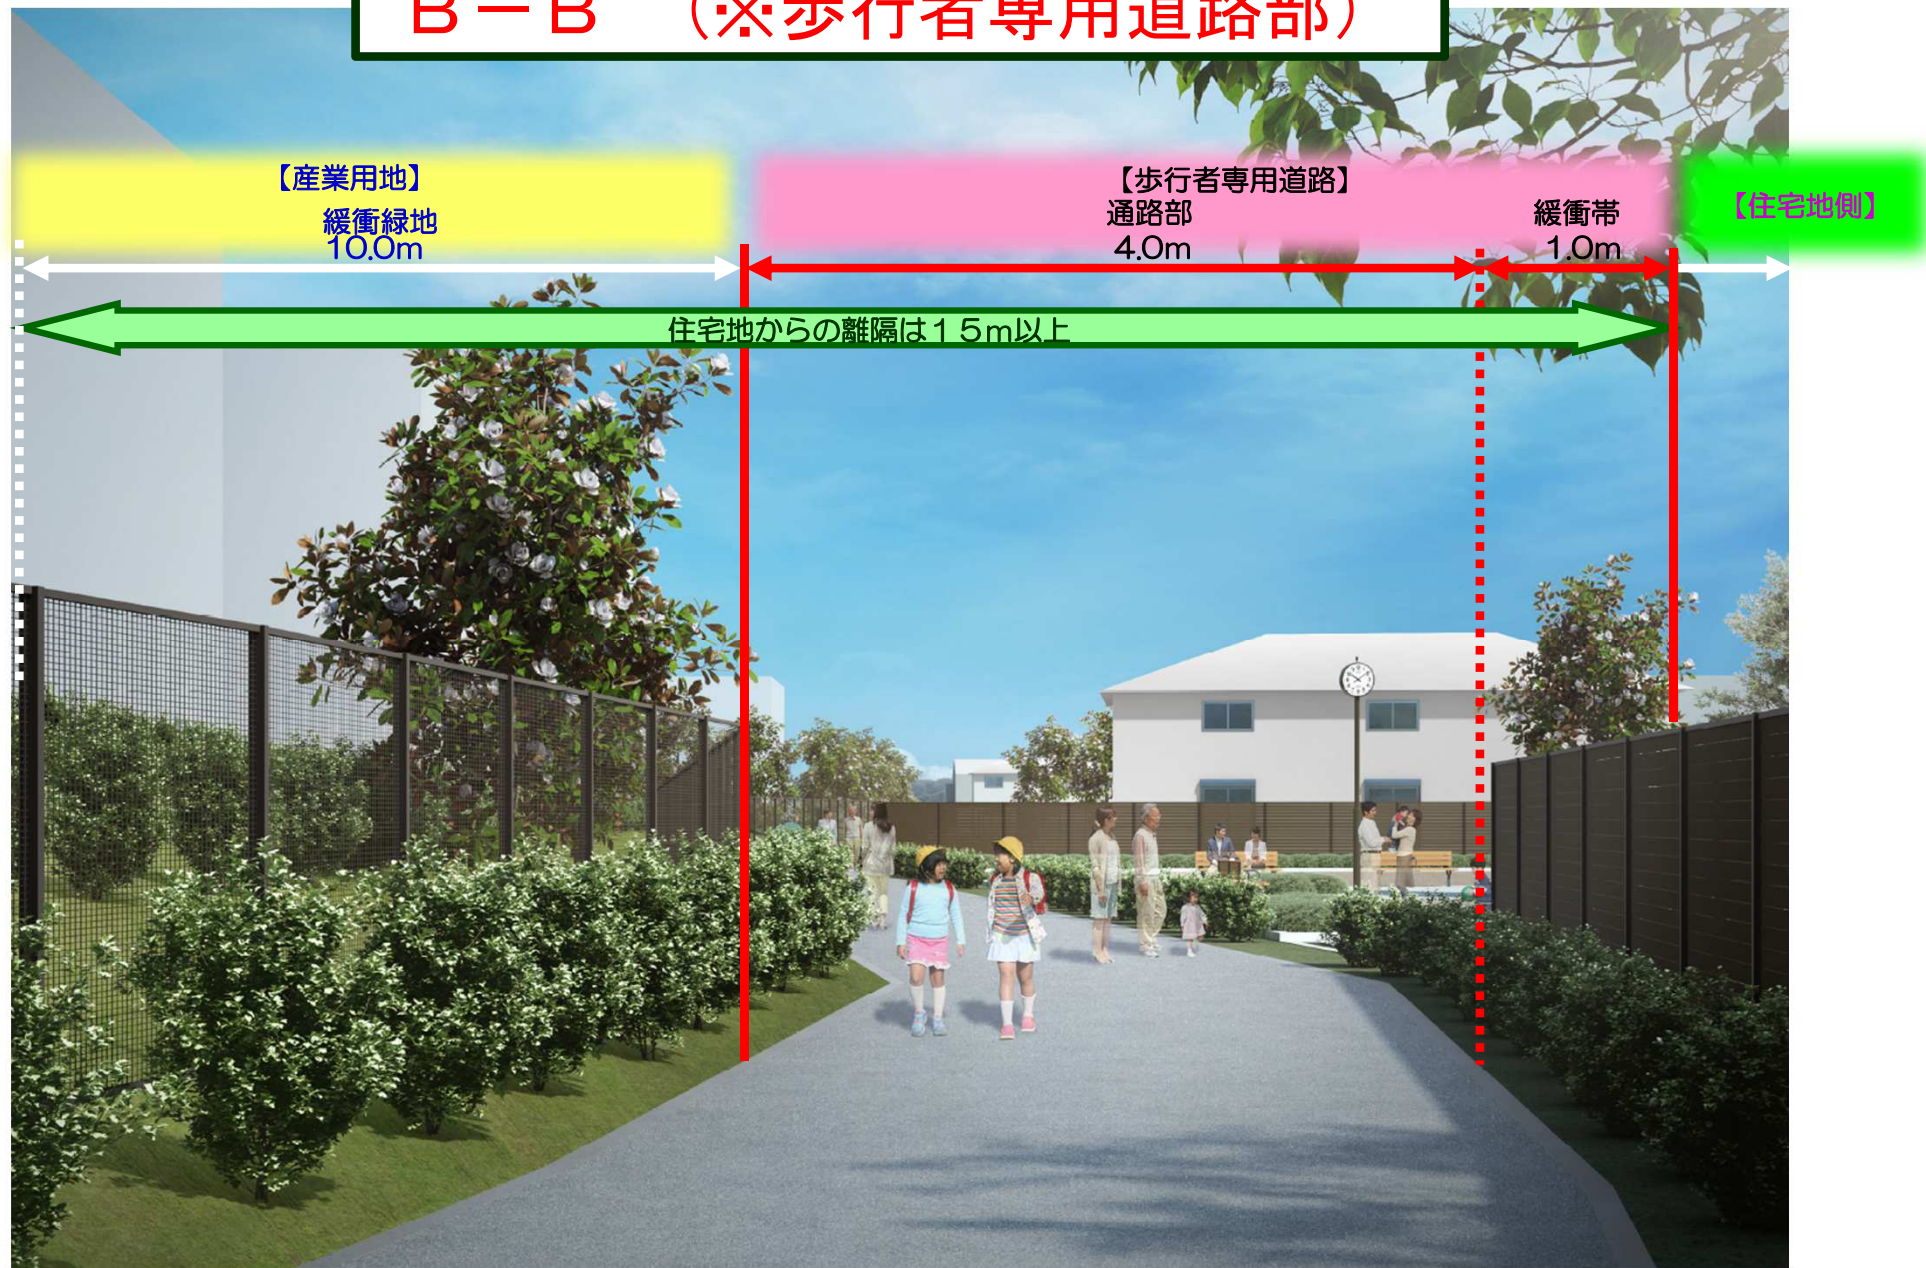 B－B　（※歩行者専用道路部）
【産業用地】
緩衝緑地
10.0m
【歩行者専用道路】
通路部
4.0m
緩衝帯
1.0m
【住宅地側】
住宅地からの離隔は１５ｍ以上